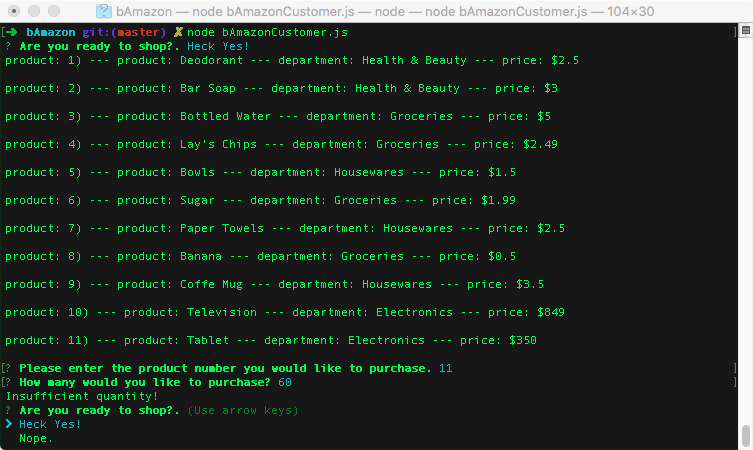 bAmazon — node bAmazonCustomer.js — node — node bAmazonCustomer.js — 104×30
[➜ bAmazon git:(master) ✗ node bAmazonCustomer.js ]
? Are you ready to shop?. Heck Yes!
product: 1) --- product: Deodorant --- department: Health & Beauty --- price: $2.5
product: 2) --- product: Bar Soap --- department: Health & Beauty --- price: $3
product: 3) --- product: Bottled Water --- department: Groceries --- price: $5
product: 4) --- product: Lay's Chips --- department: Groceries --- price: $2.49
product: 5) --- product: Bowls --- department: Housewares --- price: $1.5
product: 6) --- product: Sugar --- department: Groceries --- price: $1.99
product: 7) --- product: Paper Towels --- department: Housewares --- price: $2.5
product: 8) --- product: Banana --- department: Groceries --- price: $0.5
product: 9) --- product: Coffe Mug --- department: Housewares --- price: $3.5
product: 10) --- product: Television --- department: Electronics --- price: $849
product: 11) --- product: Tablet --- department: Electronics --- price: $350
[? Please enter the product number you would like to purchase. 11 ]
[? How many would you like to purchase? 60 ]
Insufficient quantity!
? Are you ready to shop?. (Use arrow keys)
❯ Heck Yes!
Nope.